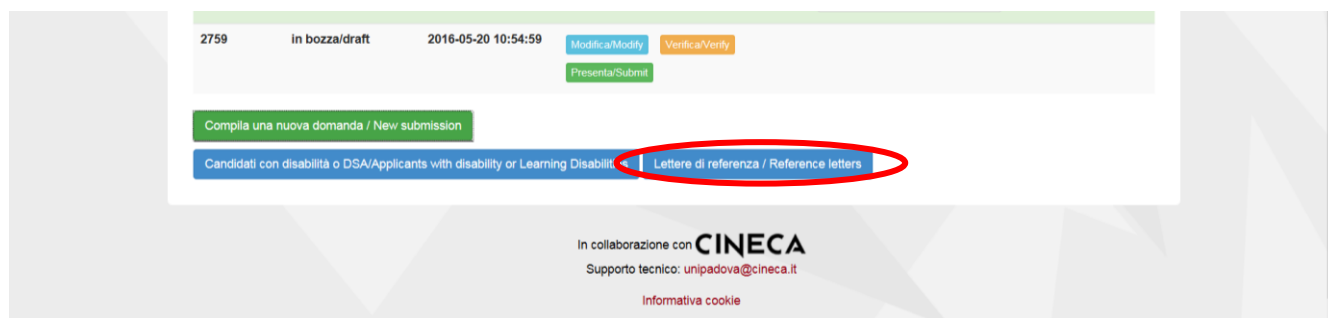 2759 in bozza/draft 2016-05-20 10:54:59 Modifica/Modify Verifica/Verify
Presenta/Submit
Compila una nuova domanda / New submission
Candidati con disabilità o DSA/Applicants with disability or Learning Disabilities Lettere di referenza / Reference letters
In collaborazione con CINECA
Supporto tecnico: unipadova@cineca.it
Informativa cookie